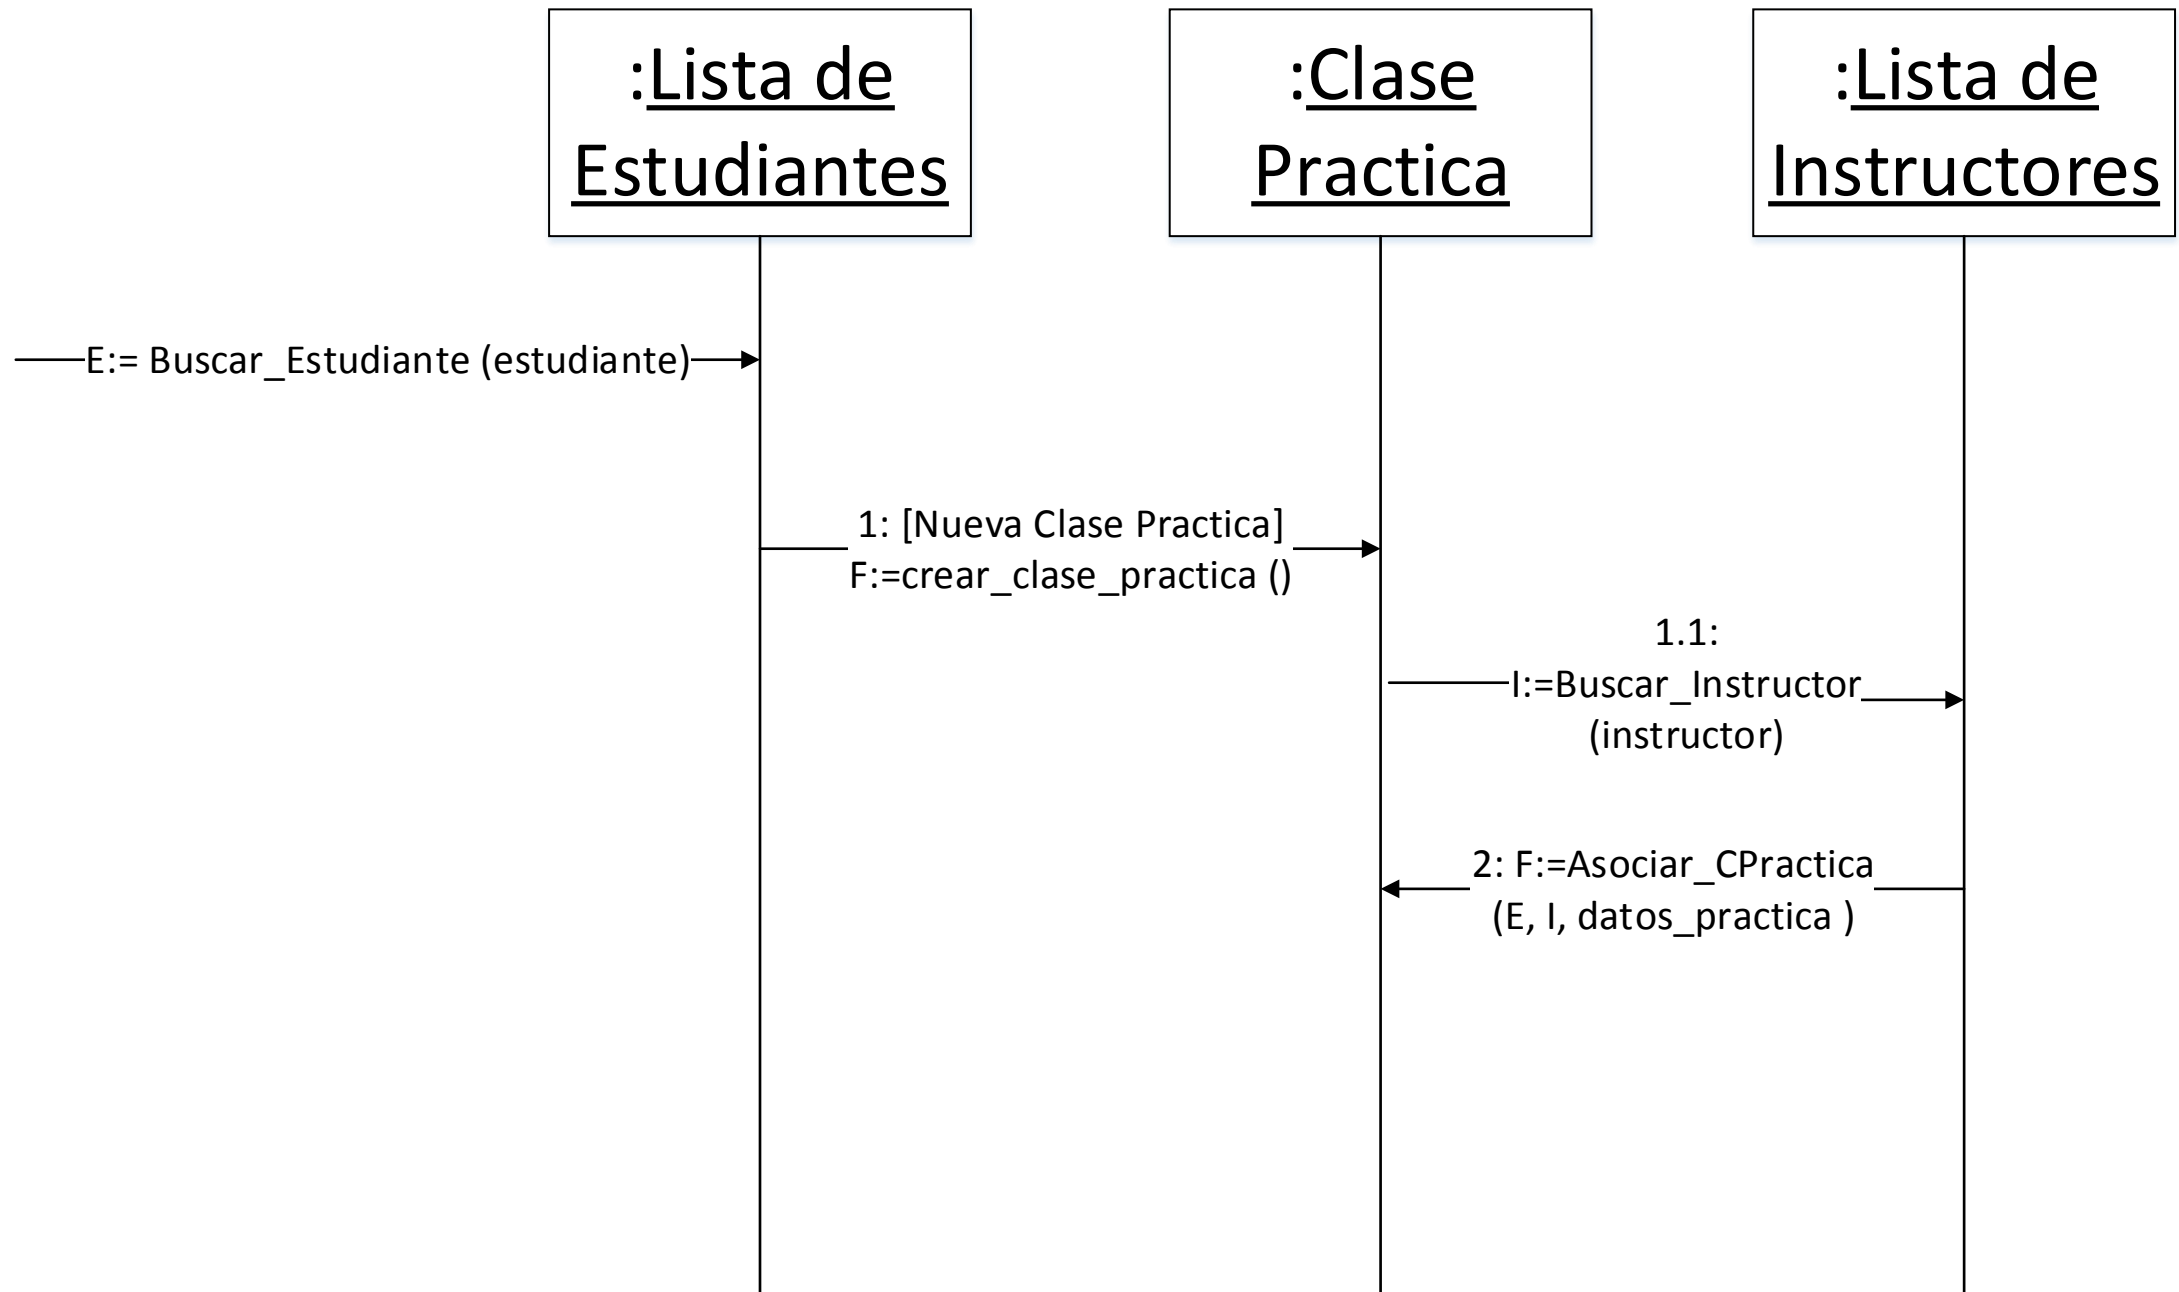 :Lista de
Estudiantes
:Clase
Practica
:Lista de
Instructores
E:= Buscar_Estudiante (estudiante)
1: [Nueva Clase Practica]
F:=crear_clase_practica ()
1.1:
I:=Buscar_Instructor
(instructor)
2: F:=Asociar_CPractica
(E, I, datos_practica )